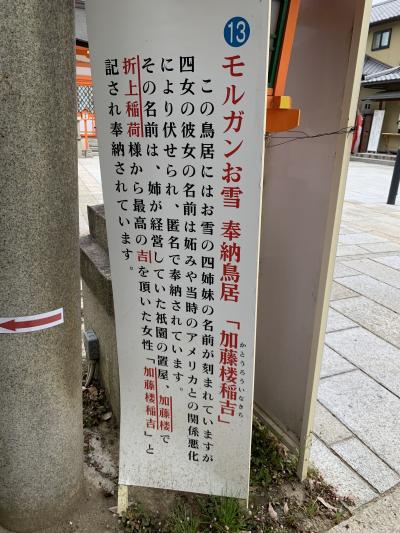 ⑬
モルガンお雪 奉納鳥居 「加藤楼稲吉」
かとうろういなきち
この鳥居にはお雪の四姉妹の名前が刻まれていますが
四女の彼女の名前は妬みや当時のアメリカとの関係悪化
により伏せられ、匿名で奉納されています。
その名前は、姉が経営していた祇園の置屋、加藤楼で
折上稲荷様から最高の吉を頂いた女性「加藤楼稲吉」と
記され奉納されています。